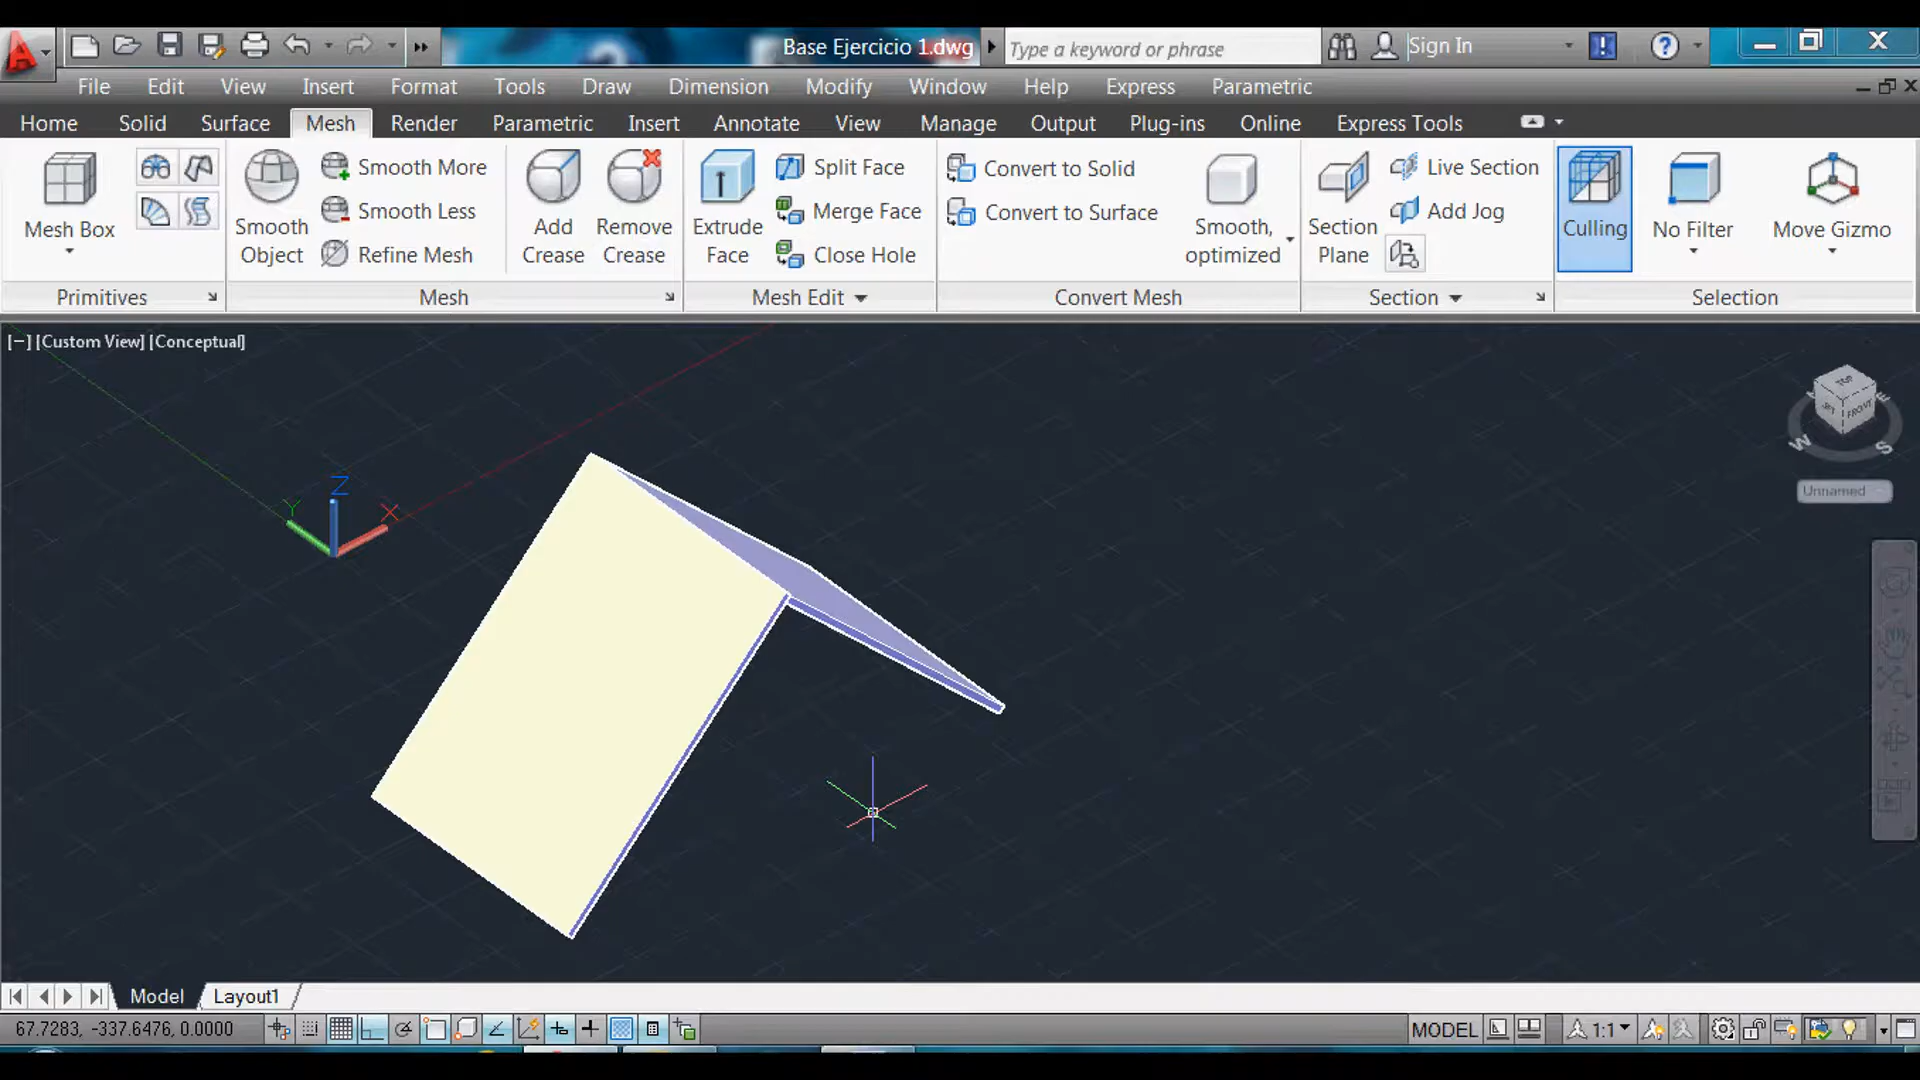 Base Ejercicio 1.dwg
Type a keyword or phrase
Sign In
File Edit View Insert Format Tools Draw Dimension Modify Window Help Express Parametric
Home Solid Surface Mesh Render Parametric Insert Annotate View Manage Output Plug-ins Online Express Tools
Mesh Box
Smooth Object
Smooth More
Smooth Less
Refine Mesh
Add Crease
Remove Crease
Extrude Face
Split Face
Merge Face
Close Hole
Convert to Solid
Convert to Surface
Smooth, optimized
Section Plane
Live Section
Add Jog
Culling
No Filter
Move Gizmo
Primitives Mesh Mesh Edit Convert Mesh Section Selection
[−] [Custom View] [Conceptual]
TOP
FRONT
W
S
Unnamed
Z
Y
X
Model Layout1
67.7283, -337.6476, 0.0000
MODEL
1:1